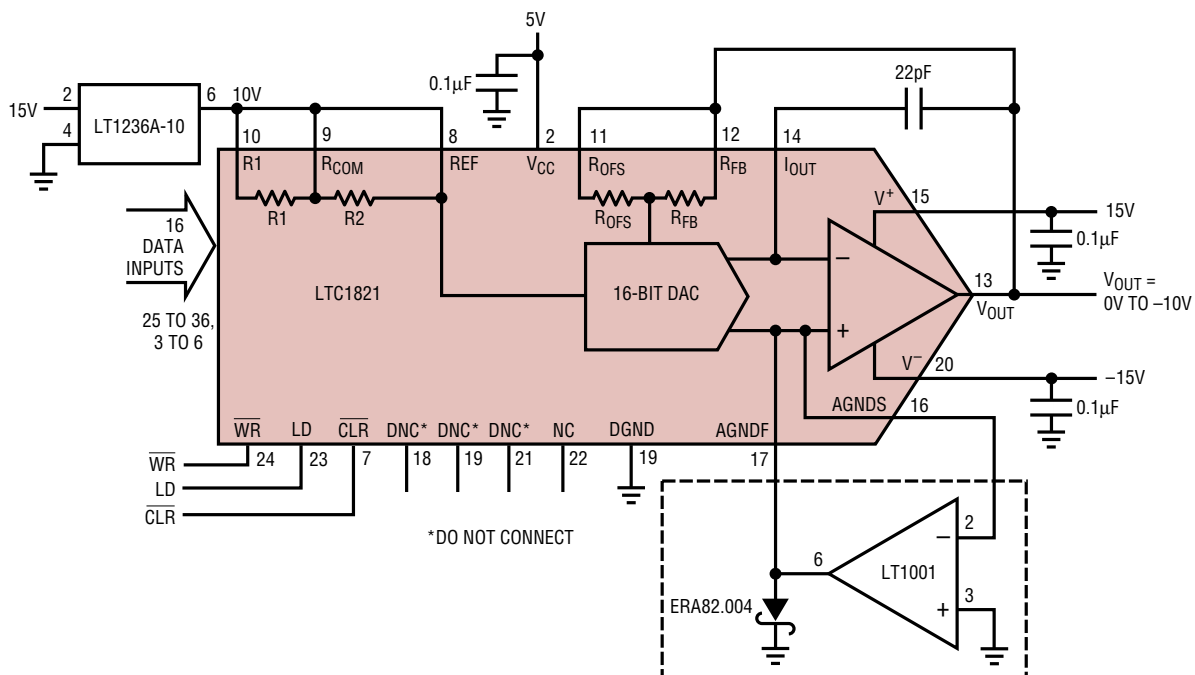 5V
0.1µF
22pF
15V
2
LT1236A-10
4
6
10V
10
9
8
2
11
12
14
R1
RCOM
REF
VCC
ROFS
RFB
IOUT
R1
R2
ROFS
RFB
V+
15
15V
0.1µF
16
DATA
INPUTS
25 TO 36,
3 TO 6
LTC1821
16-BIT DAC
–
+
13
VOUT
VOUT =
0V TO –10V
V–
20
–15V
0.1µF
AGNDS
16
WR
LD
CLR
DNC*
DNC*
DNC*
NC
DGND
AGNDF
24
23
7
18
19
21
22
19
17
WR
LD
CLR
*DO NOT CONNECT
2
–
6
LT1001
3
+
ERA82.004